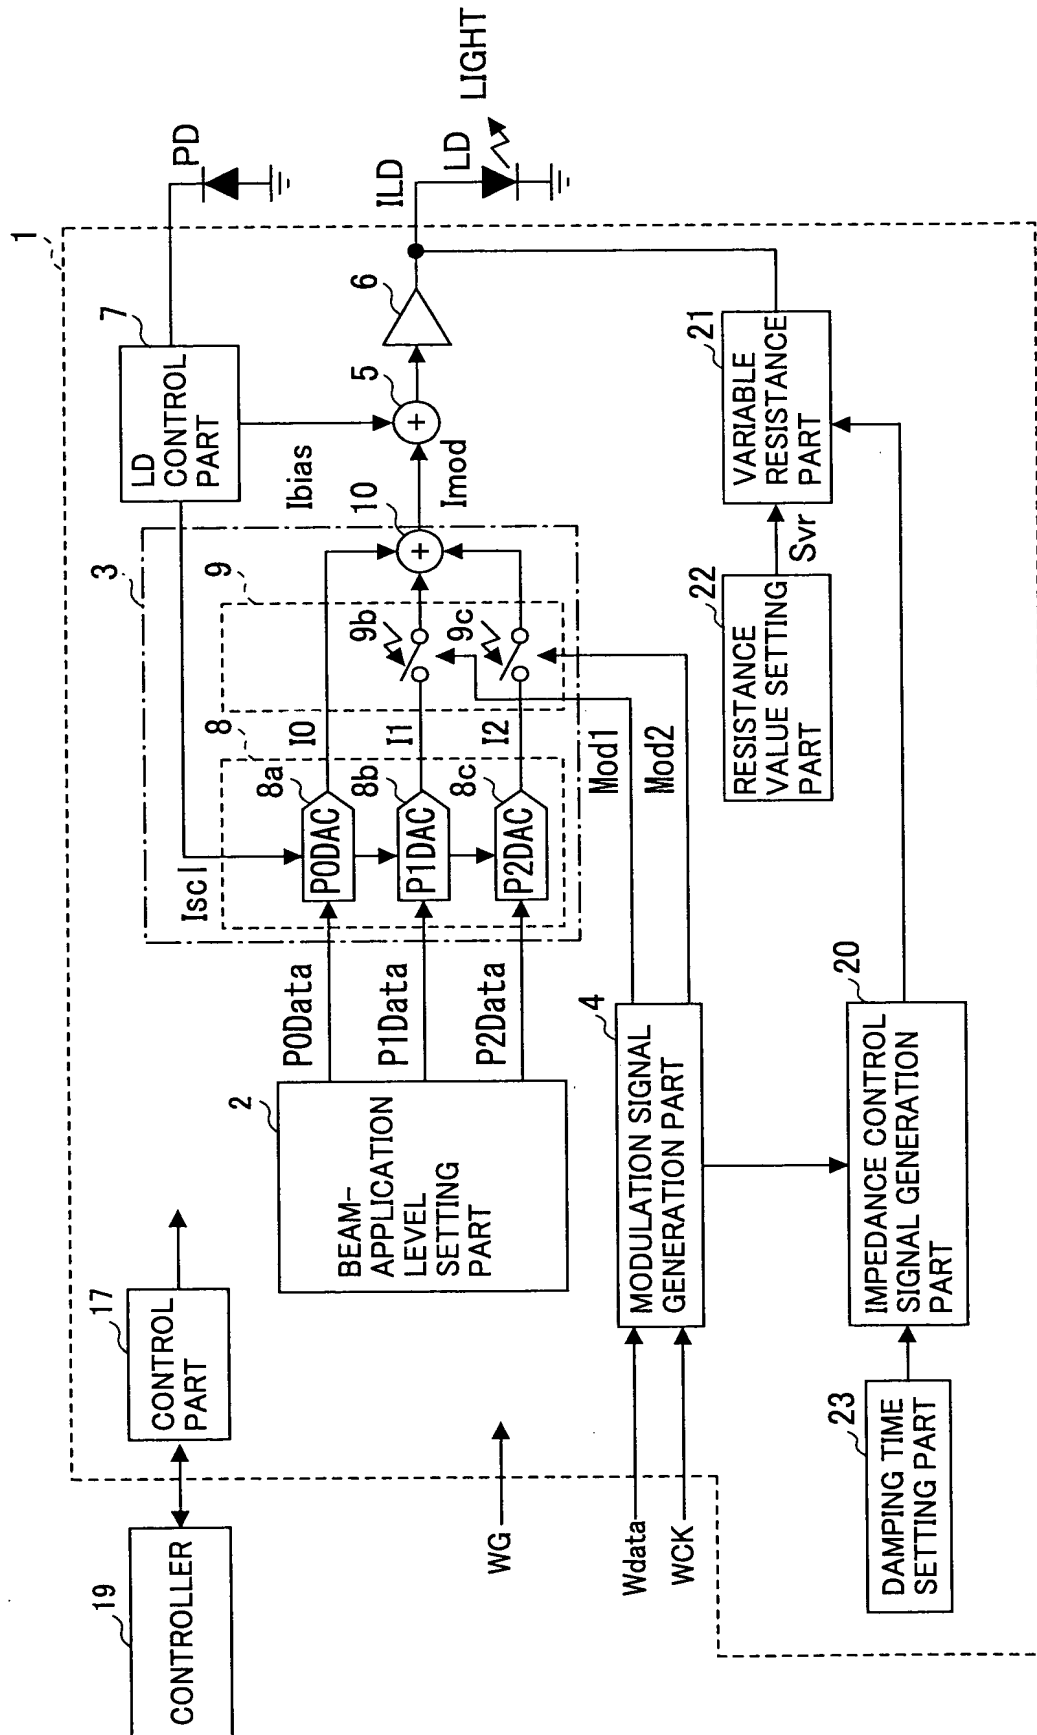 1
19
CONTROLLER
17
CONTROL
PART
7
LD
CONTROL
PART
PD
3
Iscl
Ibias
2
BEAM-
APPLICATION
LEVEL
SETTING
PART
P0Data
P1Data
P2Data
8
8a
P0DAC
8b
P1DAC
8c
P2DAC
I0
I1
I2
9
9b
9c
10
+
Imod
5
+
6
ILD
LD
LIGHT
WG
Wdata
WCK
4
MODULATION SIGNAL
GENERATION PART
Mod1
Mod2
22
RESISTANCE
VALUE SETTING
PART
Svr
21
VARIABLE
RESISTANCE
PART
23
DAMPING TIME
SETTING PART
20
IMPEDANCE CONTROL
SIGNAL GENERATION
PART